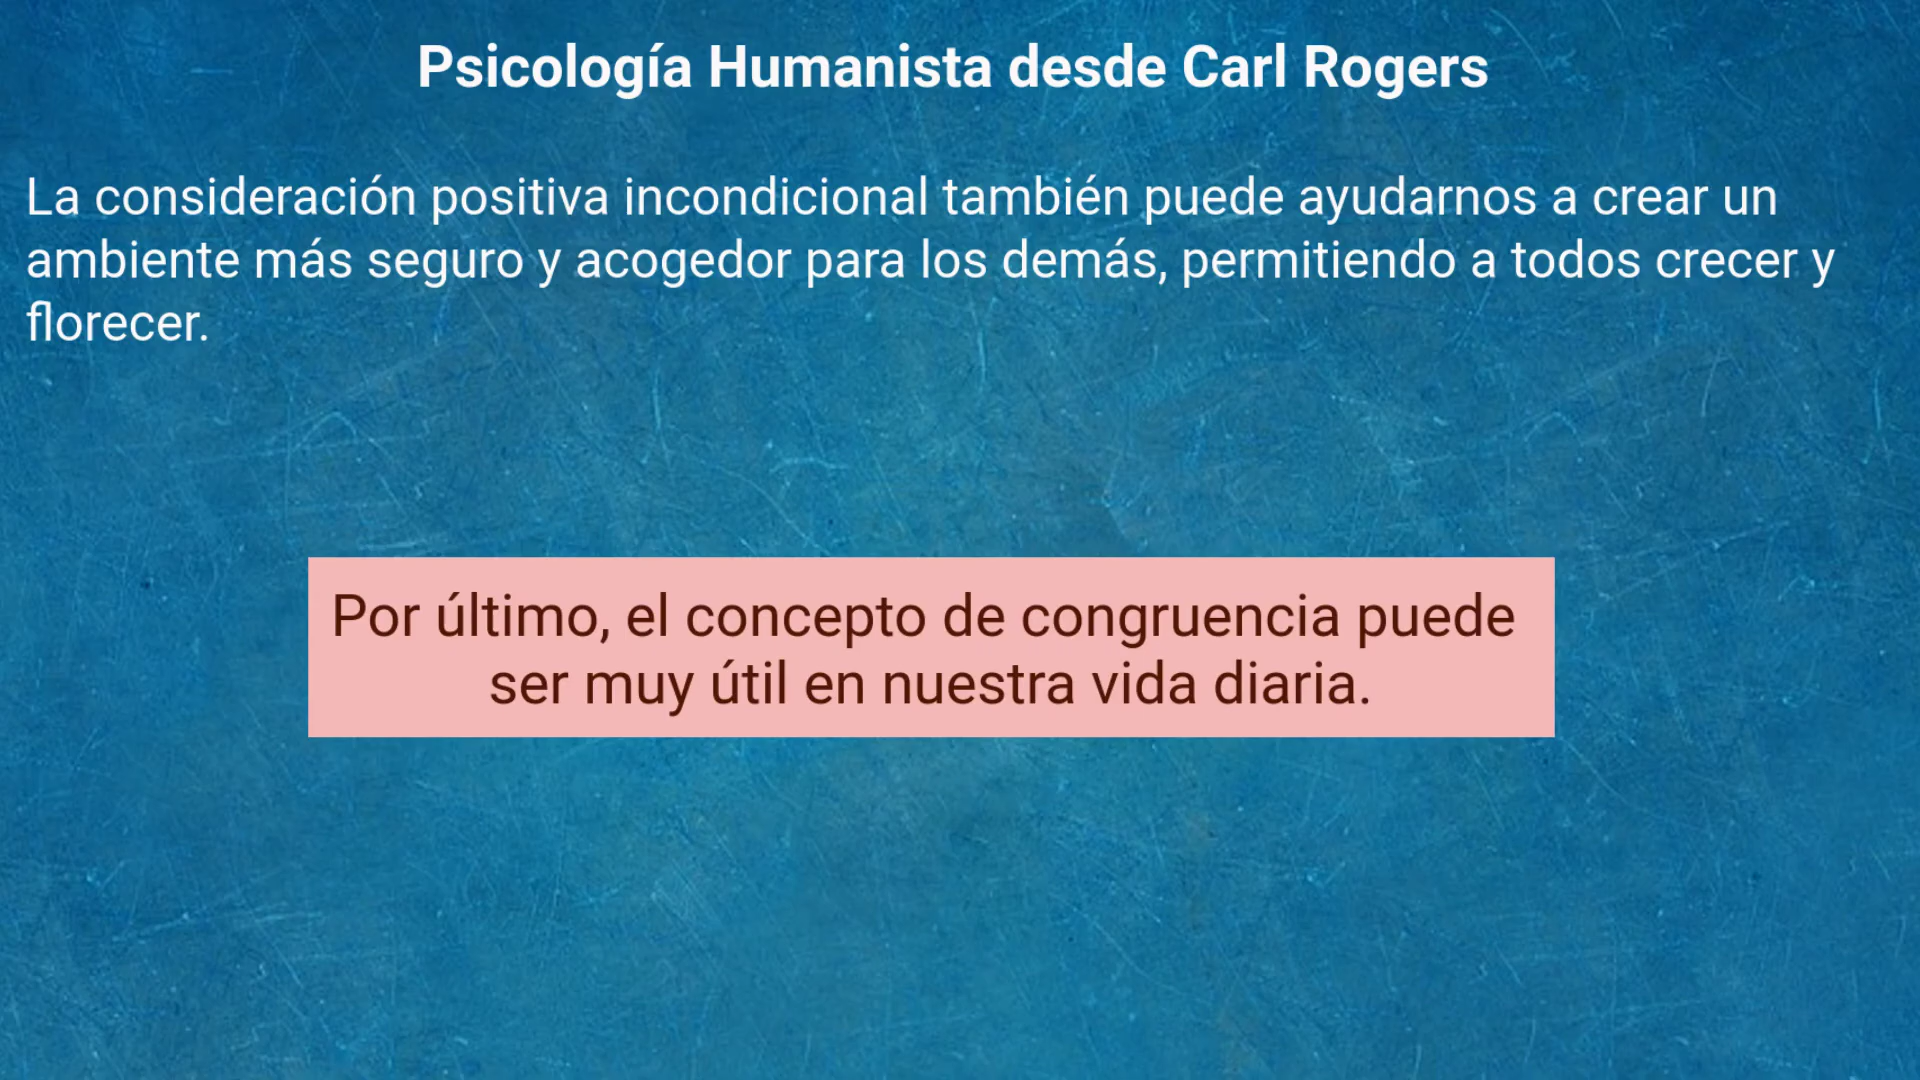 Psicología Humanista desde Carl Rogers
La consideración positiva incondicional también puede ayudarnos a crear un
ambiente más seguro y acogedor para los demás, permitiendo a todos crecer y
florecer.
Por último, el concepto de congruencia puede
ser muy útil en nuestra vida diaria.